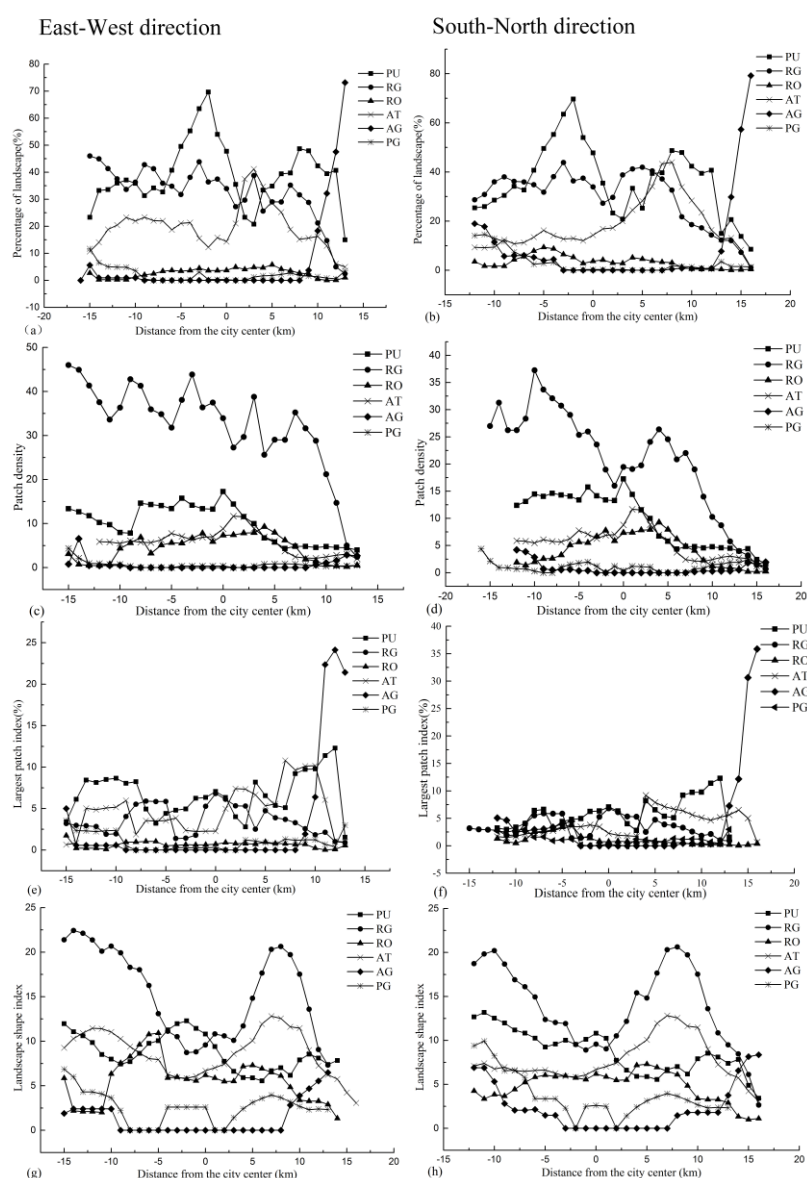 East-West direction
South-North direction
80
70
60
50
40
30
20
10
0
-10
Percentage of landscape(%)
PU
RG
RO
AT
AG
PG
-20 -15 -10 -5 0 5 10 15
(a) Distance from the city center (km)
80
60
40
20
0
Percentage of landscape(%)
PU
RG
RO
AT
AG
PG
-15 -10 -5 0 5 10 15 20
(b) Distance from the city center (km)
50
40
30
20
10
0
Patch density
PU
RG
RO
AT
AG
PG
-15 -10 -5 0 5 10 15
(c) Distance from the city center (km)
40
35
30
25
20
15
10
5
0
Patch density
PU
RG
RO
AT
AG
PG
-15 -10 -5 0 5 10 15
(d) Distance from the city center (km)
25
20
15
10
5
0
Largest patch index(%)
PU
RG
RO
AT
AG
PG
-15 -10 -5 0 5 10 15
(e) Distance from the city center (km)
40
35
30
25
20
15
10
5
0
-5
Largest patch index(%)
PU
RG
RO
AT
AG
PG
-15 -10 -5 0 5 10 15 20
(f) Distance from the city center (km)
25
20
15
10
5
0
Landscape shape index
PU
RG
RO
AT
AG
PG
-15 -10 -5 0 5 10 15 20
(g) Distance from the city center (km)
25
20
15
10
5
0
Landscape shape index
PU
RG
RO
AT
AG
PG
-15 -10 -5 0 5 10 15 20
(h) Distance from the city center (km)